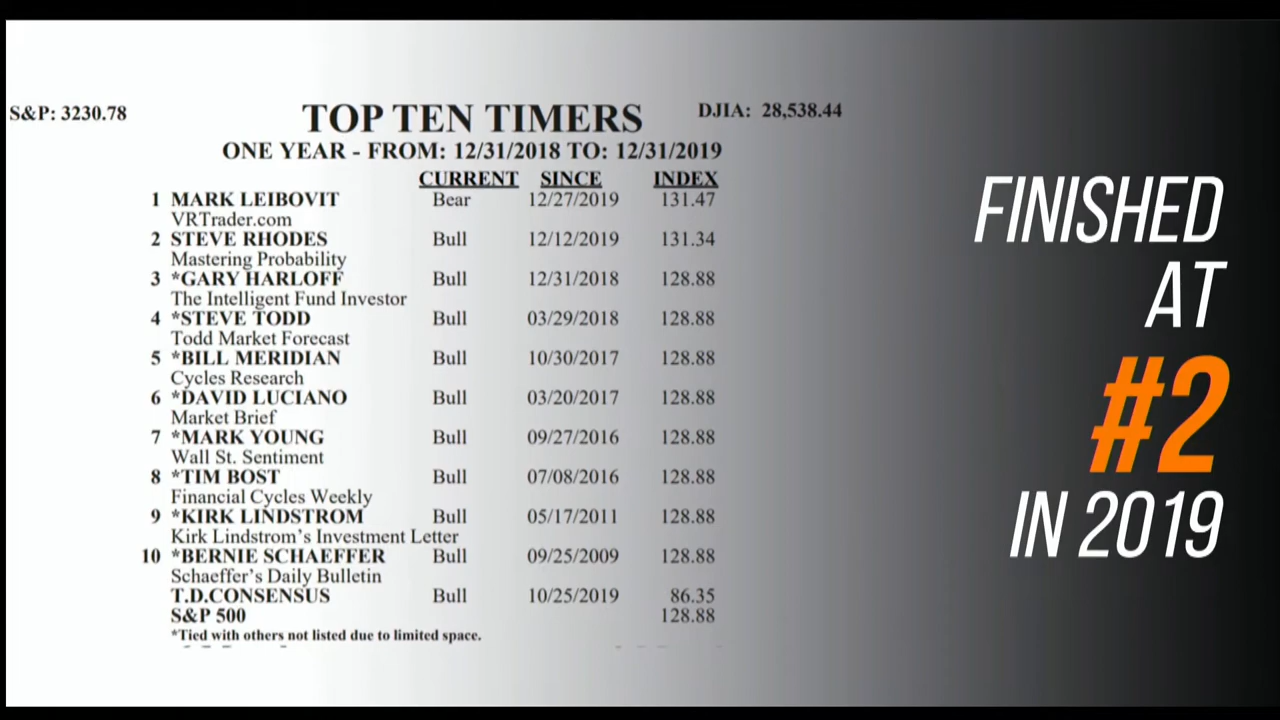 S&P: 3230.78
TOP TEN TIMERS
DJIA: 28,538.44
ONE YEAR - FROM: 12/31/2018 TO: 12/31/2019
CURRENT SINCE INDEX
1 MARK LEIBOVIT Bear 12/27/2019 131.47
VRTrader.com
2 STEVE RHODES Bull 12/12/2019 131.34
Mastering Probability
3 *GARY HARLOFF Bull 12/31/2018 128.88
The Intelligent Fund Investor
4 *STEVE TODD Bull 03/29/2018 128.88
Todd Market Forecast
5 *BILL MERIDIAN Bull 10/30/2017 128.88
Cycles Research
6 *DAVID LUCIANO Bull 03/20/2017 128.88
Market Brief
7 *MARK YOUNG Bull 09/27/2016 128.88
Wall St. Sentiment
8 *TIM BOST Bull 07/08/2016 128.88
Financial Cycles Weekly
9 *KIRK LINDSTROM Bull 05/17/2011 128.88
Kirk Lindstrom's Investment Letter
10 *BERNIE SCHAEFFER Bull 09/25/2009 128.88
Schaeffer's Daily Bulletin
T.D.CONSENSUS Bull 10/25/2019 86.35
S&P 500 128.88
*Tied with others not listed due to limited space.
FINISHED
AT
#2
IN 2019